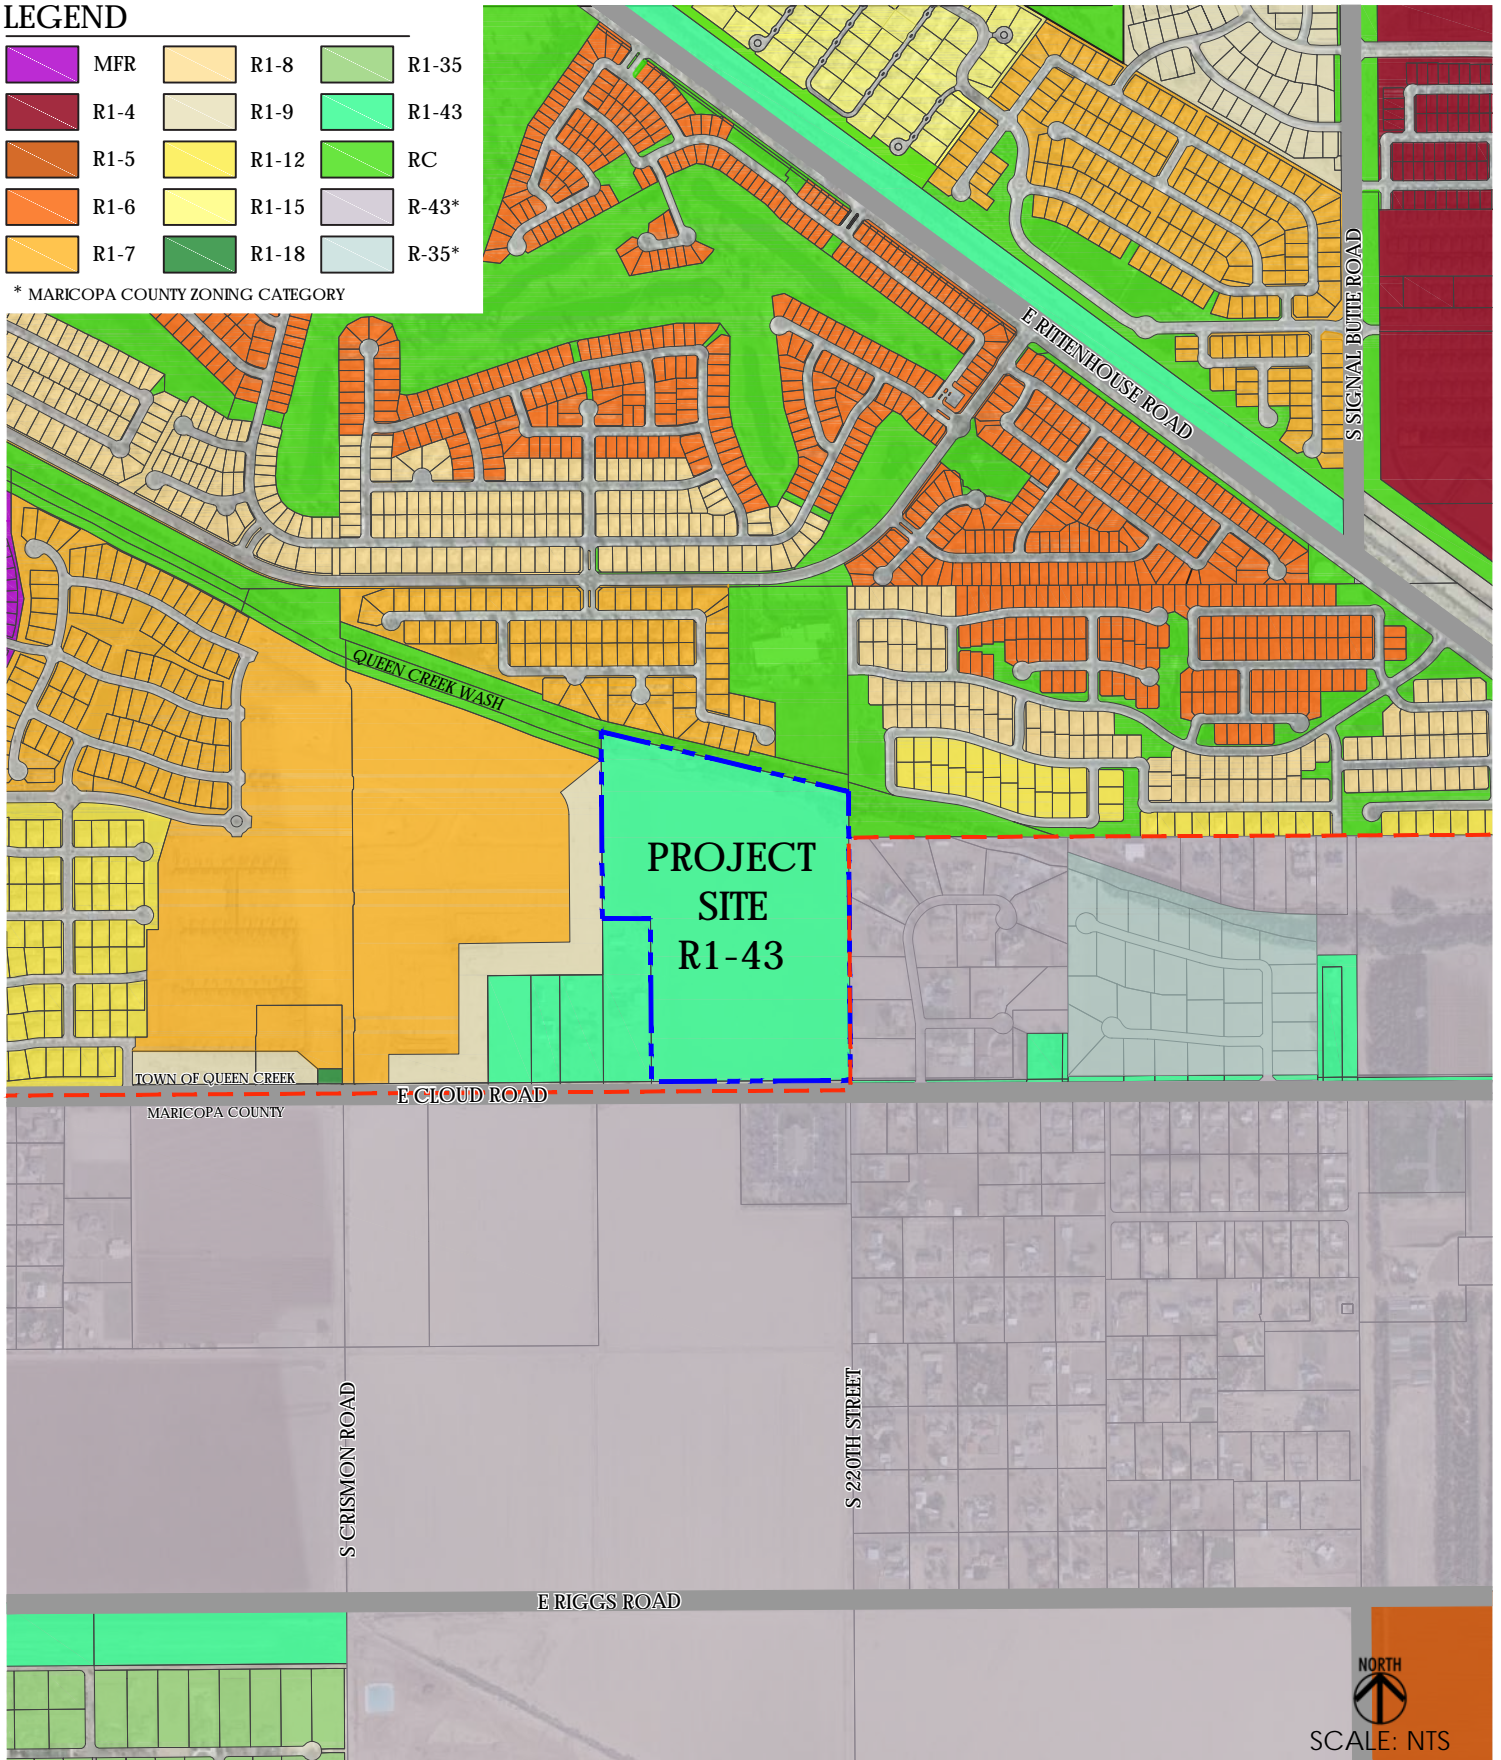 LEGEND
MFR
R1-8
R1-35
R1-4
R1-9
R1-43
R1-5
R1-12
RC
R1-6
R1-15
R-43*
R1-7
R1-18
R-35*
* MARICOPA COUNTY ZONING CATEGORY
E RITTENHOUSE ROAD
S SIGNAL BUTTE ROAD
QUEEN CREEK WASH
PROJECT
SITE
R1-43
TOWN OF QUEEN CREEK
E CLOUD ROAD
MARICOPA COUNTY
S CRISMON ROAD
S 220TH STREET
E RIGGS ROAD
NORTH
SCALE: NTS